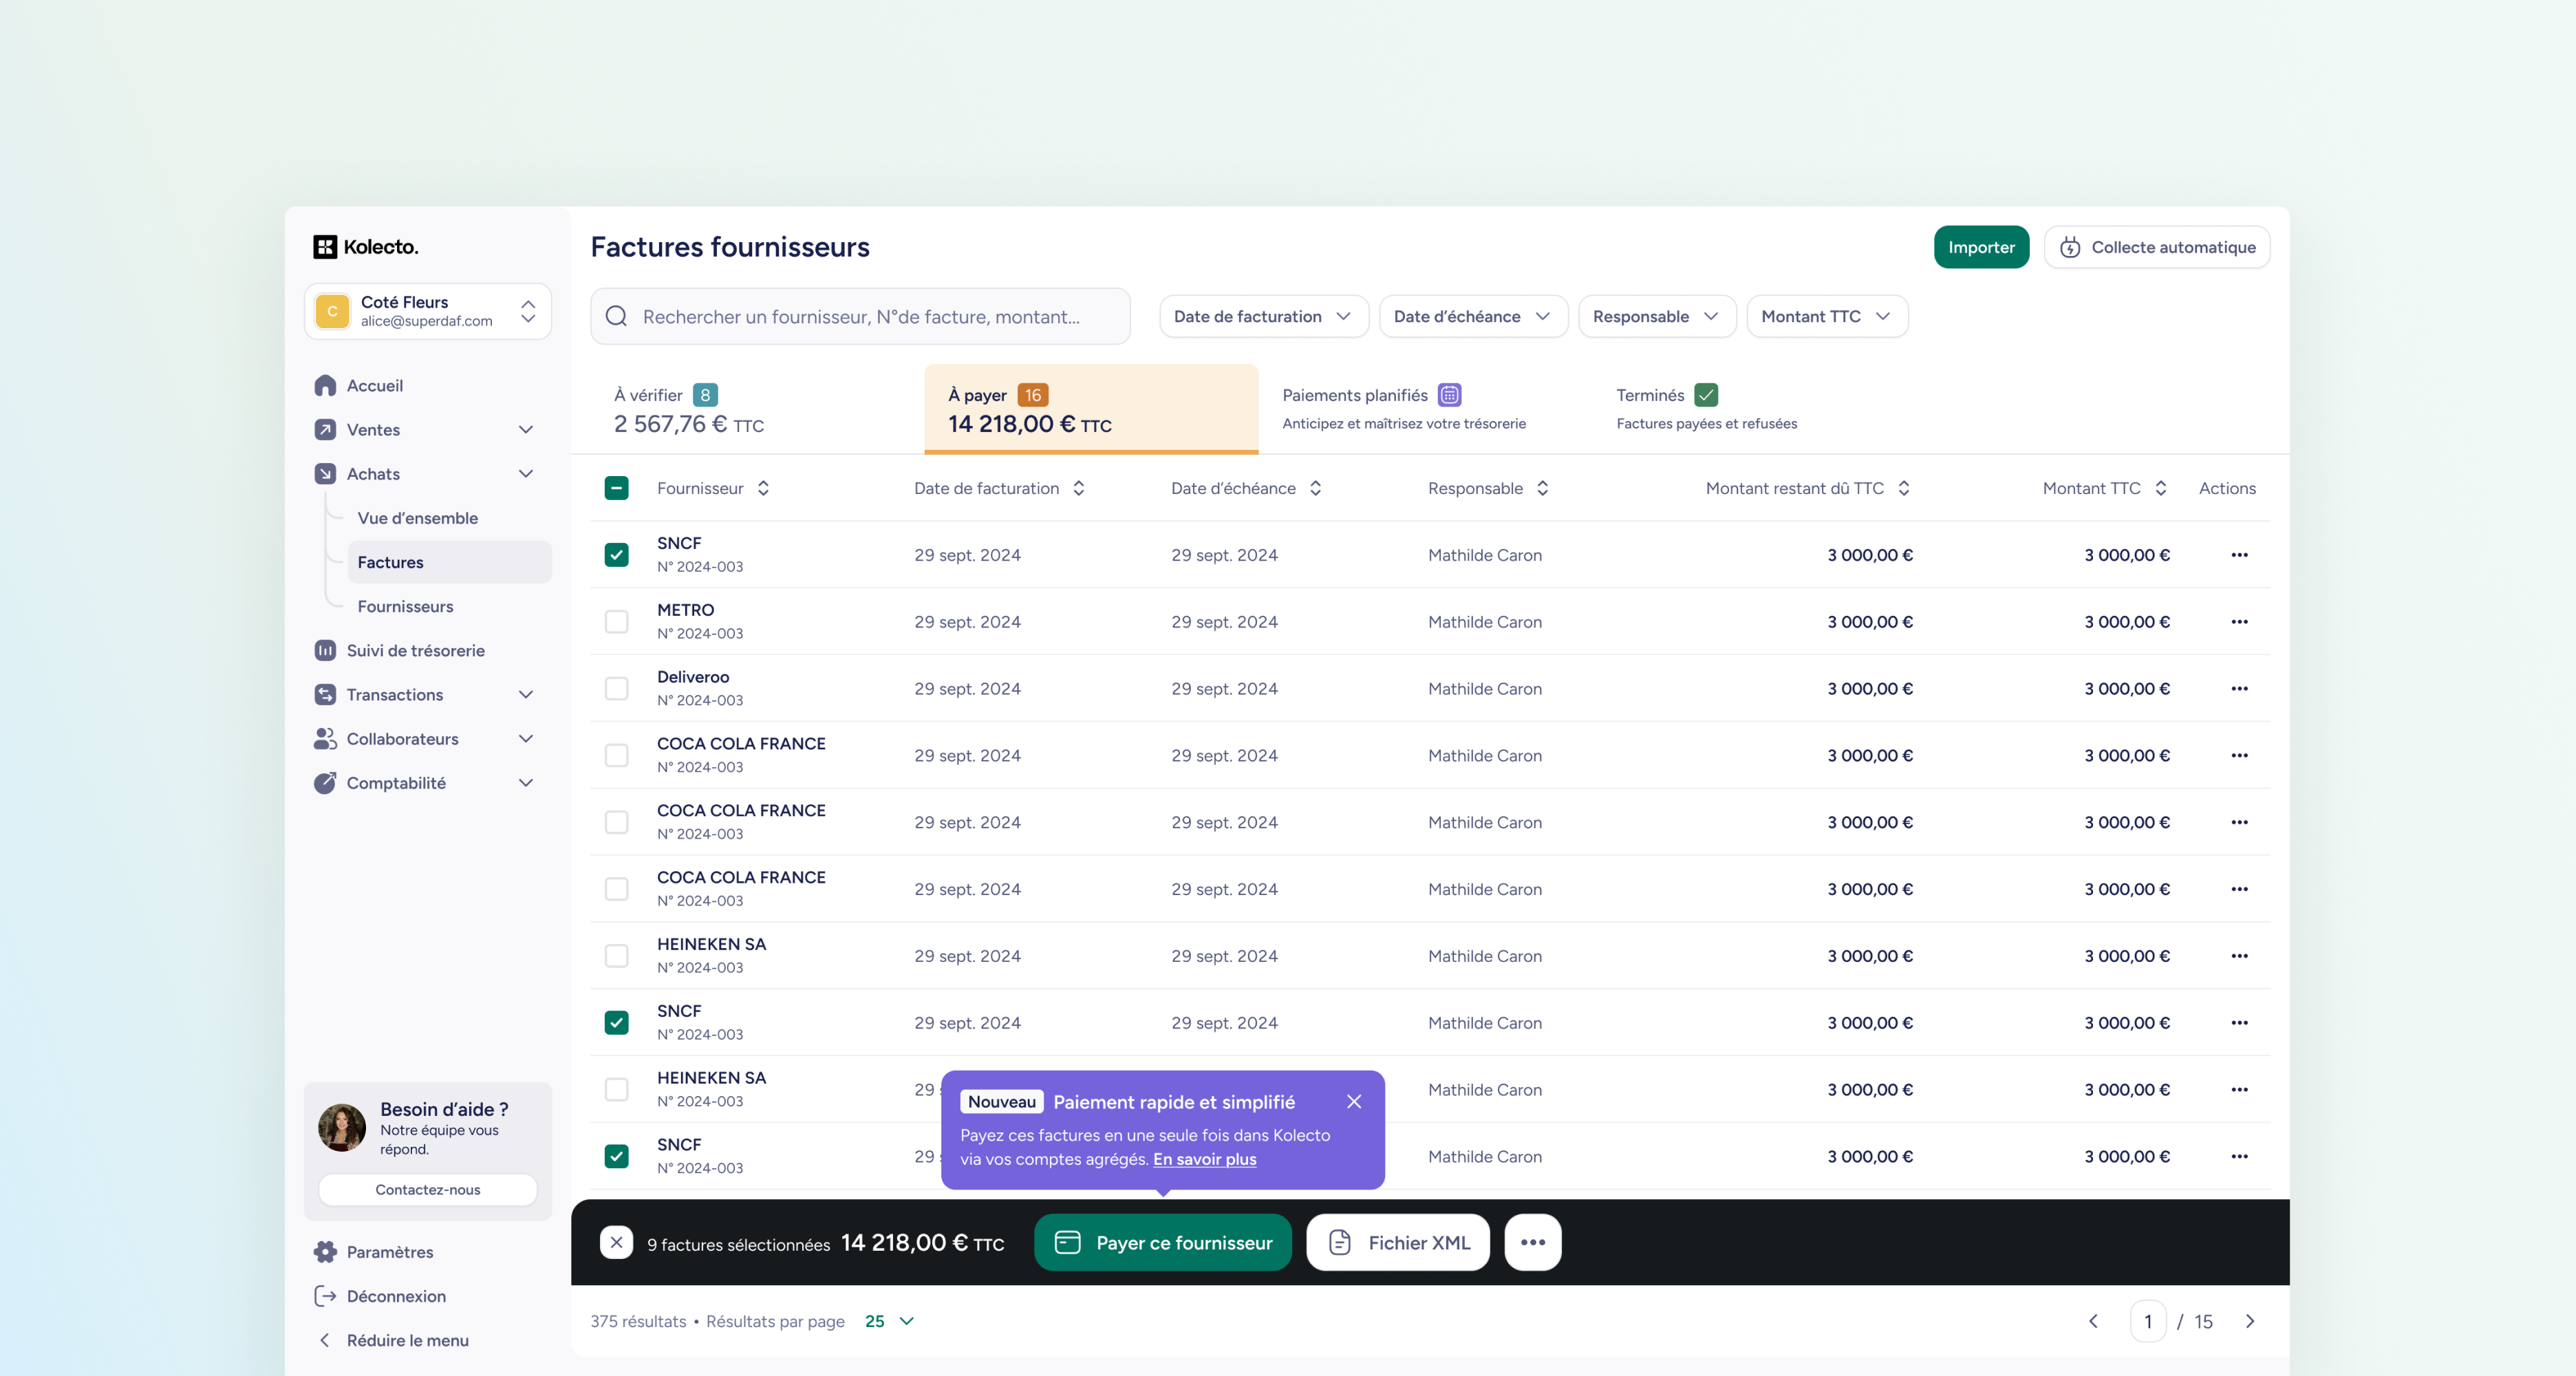 Kolecto.
C
Coté Fleurs
alice@superdaf.com
Accueil
Ventes
Achats
Vue d’ensemble
Factures
Fournisseurs
Suivi de trésorerie
Transactions
Collaborateurs
Comptabilité
Besoin d’aide ?
Notre équipe vous
répond.
Contactez-nous
Paramètres
Déconnexion
Réduire le menu
Factures fournisseurs
Importer
Collecte automatique
Rechercher un fournisseur, N°de facture, montant...
Date de facturation
Date d’échéance
Responsable
Montant TTC
À vérifier 8
2 567,76 € TTC
À payer 16
14 218,00 € TTC
Paiements planifiés
Anticipez et maîtrisez votre trésorerie
Terminés
Factures payées et refusées
Fournisseur Date de facturation Date d’échéance Responsable Montant restant dû TTC Montant TTC Actions
SNCF
N° 2024-003
29 sept. 2024 29 sept. 2024 Mathilde Caron 3 000,00 € 3 000,00 €
METRO
N° 2024-003
29 sept. 2024 29 sept. 2024 Mathilde Caron 3 000,00 € 3 000,00 €
Deliveroo
N° 2024-003
29 sept. 2024 29 sept. 2024 Mathilde Caron 3 000,00 € 3 000,00 €
COCA COLA FRANCE
N° 2024-003
29 sept. 2024 29 sept. 2024 Mathilde Caron 3 000,00 € 3 000,00 €
COCA COLA FRANCE
N° 2024-003
29 sept. 2024 29 sept. 2024 Mathilde Caron 3 000,00 € 3 000,00 €
COCA COLA FRANCE
N° 2024-003
29 sept. 2024 29 sept. 2024 Mathilde Caron 3 000,00 € 3 000,00 €
HEINEKEN SA
N° 2024-003
29 sept. 2024 29 sept. 2024 Mathilde Caron 3 000,00 € 3 000,00 €
SNCF
N° 2024-003
29 sept. 2024 29 sept. 2024 Mathilde Caron 3 000,00 € 3 000,00 €
HEINEKEN SA
N° 2024-003
29 Mathilde Caron 3 000,00 € 3 000,00 €
SNCF
N° 2024-003
29 Mathilde Caron 3 000,00 € 3 000,00 €
Nouveau Paiement rapide et simplifié
Payez ces factures en une seule fois dans Kolecto
via vos comptes agrégés. En savoir plus
9 factures sélectionnées 14 218,00 € TTC
Payer ce fournisseur
Fichier XML
375 résultats • Résultats par page 25
1 / 15